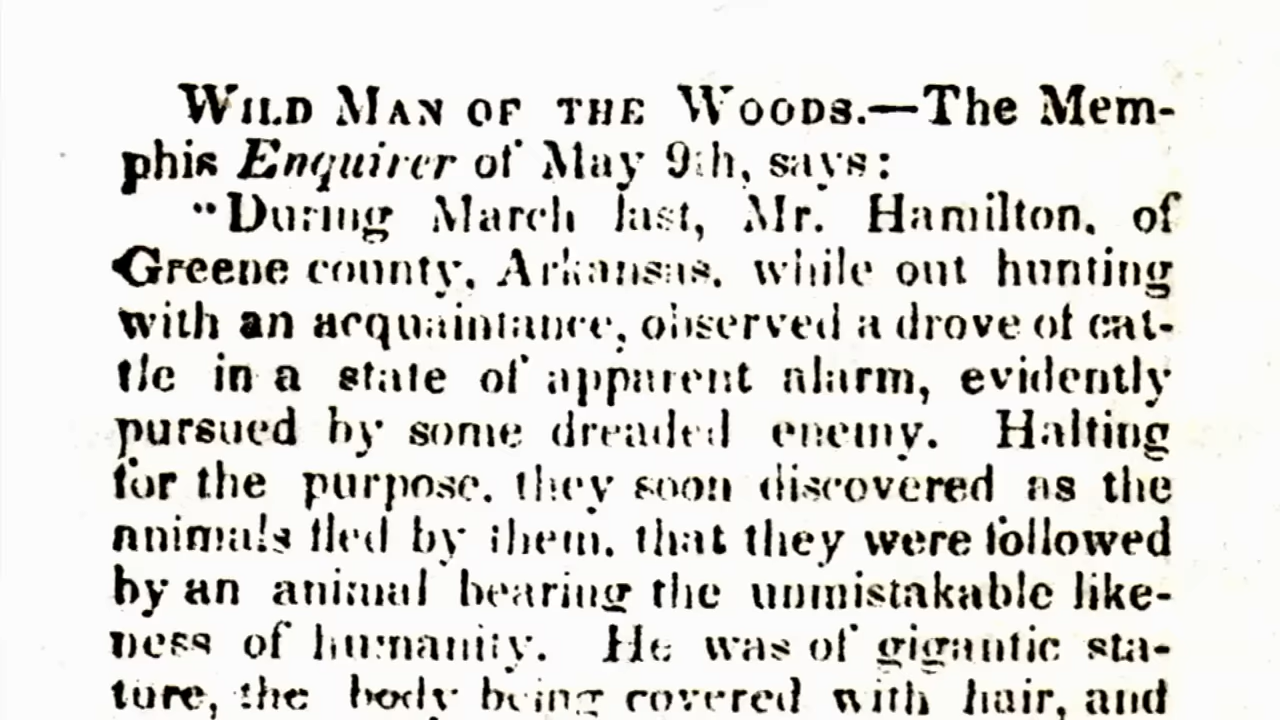 WILD MAN OF THE WOODS.—The Mem-
phis Enquirer of May 9th, says:
"During March last, Mr. Hamilton, of
Greene county, Arkansas, while out hunting
with an acquaintance, observed a drove of cat-
tle in a state of apparent alarm, evidently
pursued by some dreaded enemy. Halting
for the purpose, they soon discovered as the
animals fled by them, that they were followed
by an animal bearing the unmistakable like-
ness of humanity. He was of gigantic sta-
ture, the body being covered with hair, and